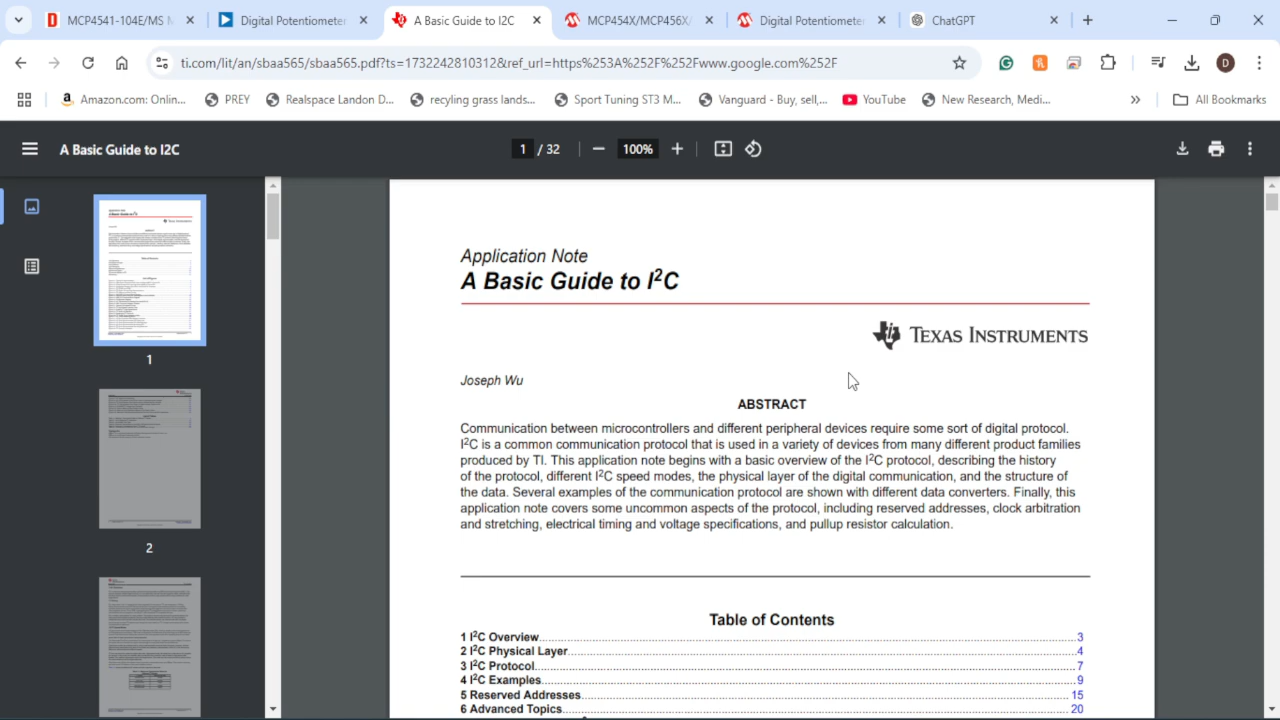 MCP4541-104E/MS M
Digital Potentiometer
A Basic Guide to I2C
MCP454X/MCP456X/
Digital Potentiomete
ChatGPT
ti.com/lit/an/sbaa565/sbaa565.pdf?ts=1732242810312&ref_url=https%253A%252F%252Fwww.google.com%252F
D
Amazon.com: Onlin...
PREY
Realspace Landon D...
recyling grass lands...
Sport Tuning ST3 M...
Vanguard - Buy, sell,...
YouTube
New Research, Medi...
All Bookmarks
A Basic Guide to I2C
1 / 32
100%
1
2
Application Note
A Basic Guide to I²C
TEXAS INSTRUMENTS
Joseph Wu
ABSTRACT
Communication between microcontrollers and different peripheral devices require some sort of digital protocol.
I²C is a common communication protocol that is used in a variety of devices from many different product families
produced by TI. This application note begins with a basic overview of the I²C protocol, describing the history
of the protocol, different I²C speed modes, the physical layer of the digital communication, and the structure of
the data. Several examples of the communication protocol are shown with different data converters. Finally, this
application note covers some uncommon aspects of the protocol, including reserved addresses, clock arbitration
and stretching, electrical timing and voltage specifications, and pullup resistor calculation.
Table of Contents
1 I²C Overview 3
2 I²C Physical Layer 4
3 I²C Protocol 7
4 I²C Examples 9
5 Reserved Addresses 15
6 Advanced Topics 20